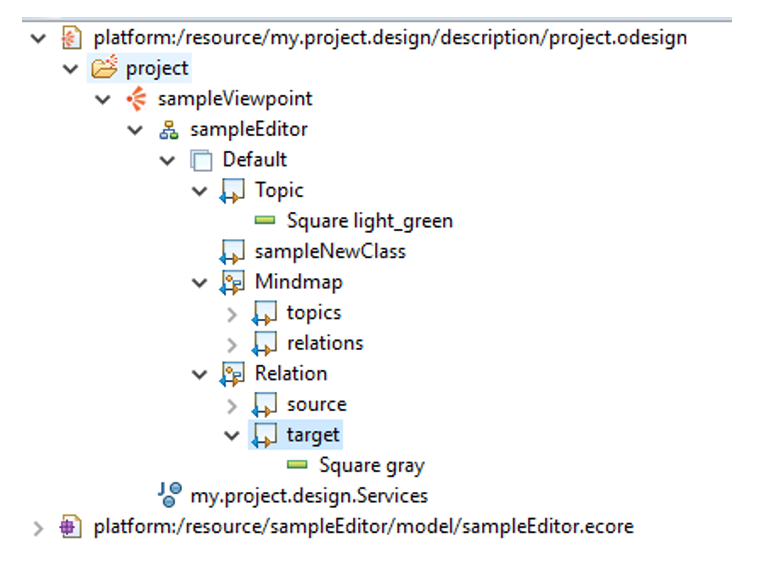 platform:/resource/my.project.design/description/project.odesign
project
sampleViewpoint
sampleEditor
Default
Topic
Square light_green
sampleNewClass
Mindmap
topics
relations
Relation
source
target
Square gray
my.project.design.Services
platform:/resource/sampleEditor/model/sampleEditor.ecore